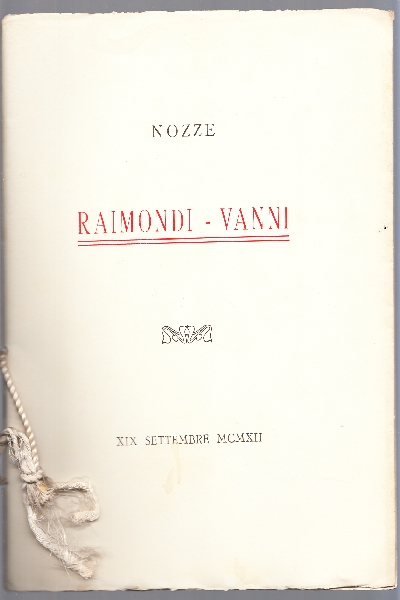 NOZZE
RAIMONDI - VANNI
XIX SETTEMBRE MCMXII